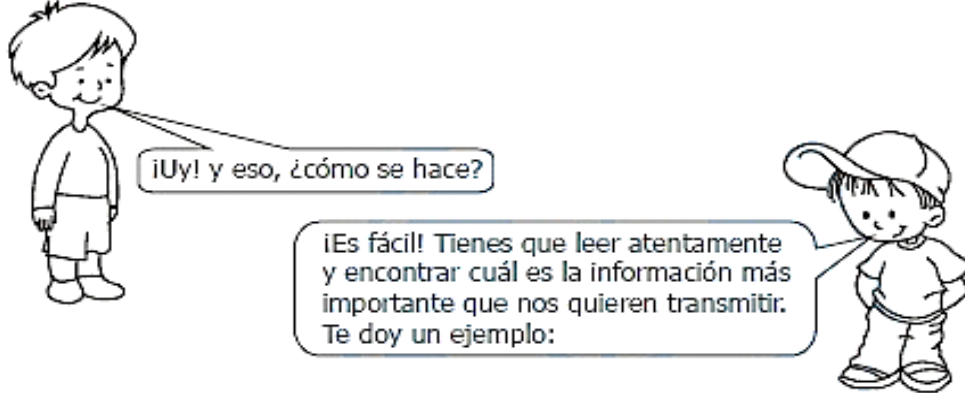 ¡Uy! y eso, ¿cómo se hace?
¡Es fácil! Tienes que leer atentamente
y encontrar cuál es la información más
importante que nos quieren transmitir.
Te doy un ejemplo: